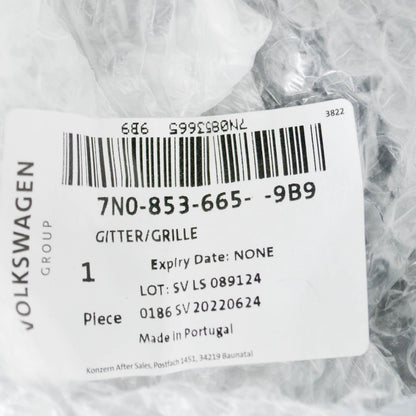 VOLKSWAGEN
GROUP
7N0853665 9B9
3822
7N0-853-665- -9B9
GITTER/GRILLE
1
Piece
Expiry Date: NONE
LOT: SV LS 089124
0186 SV 20220624
Made in Portugal
Konzern After Sales, Postfach 1451, 34219 Baunatal